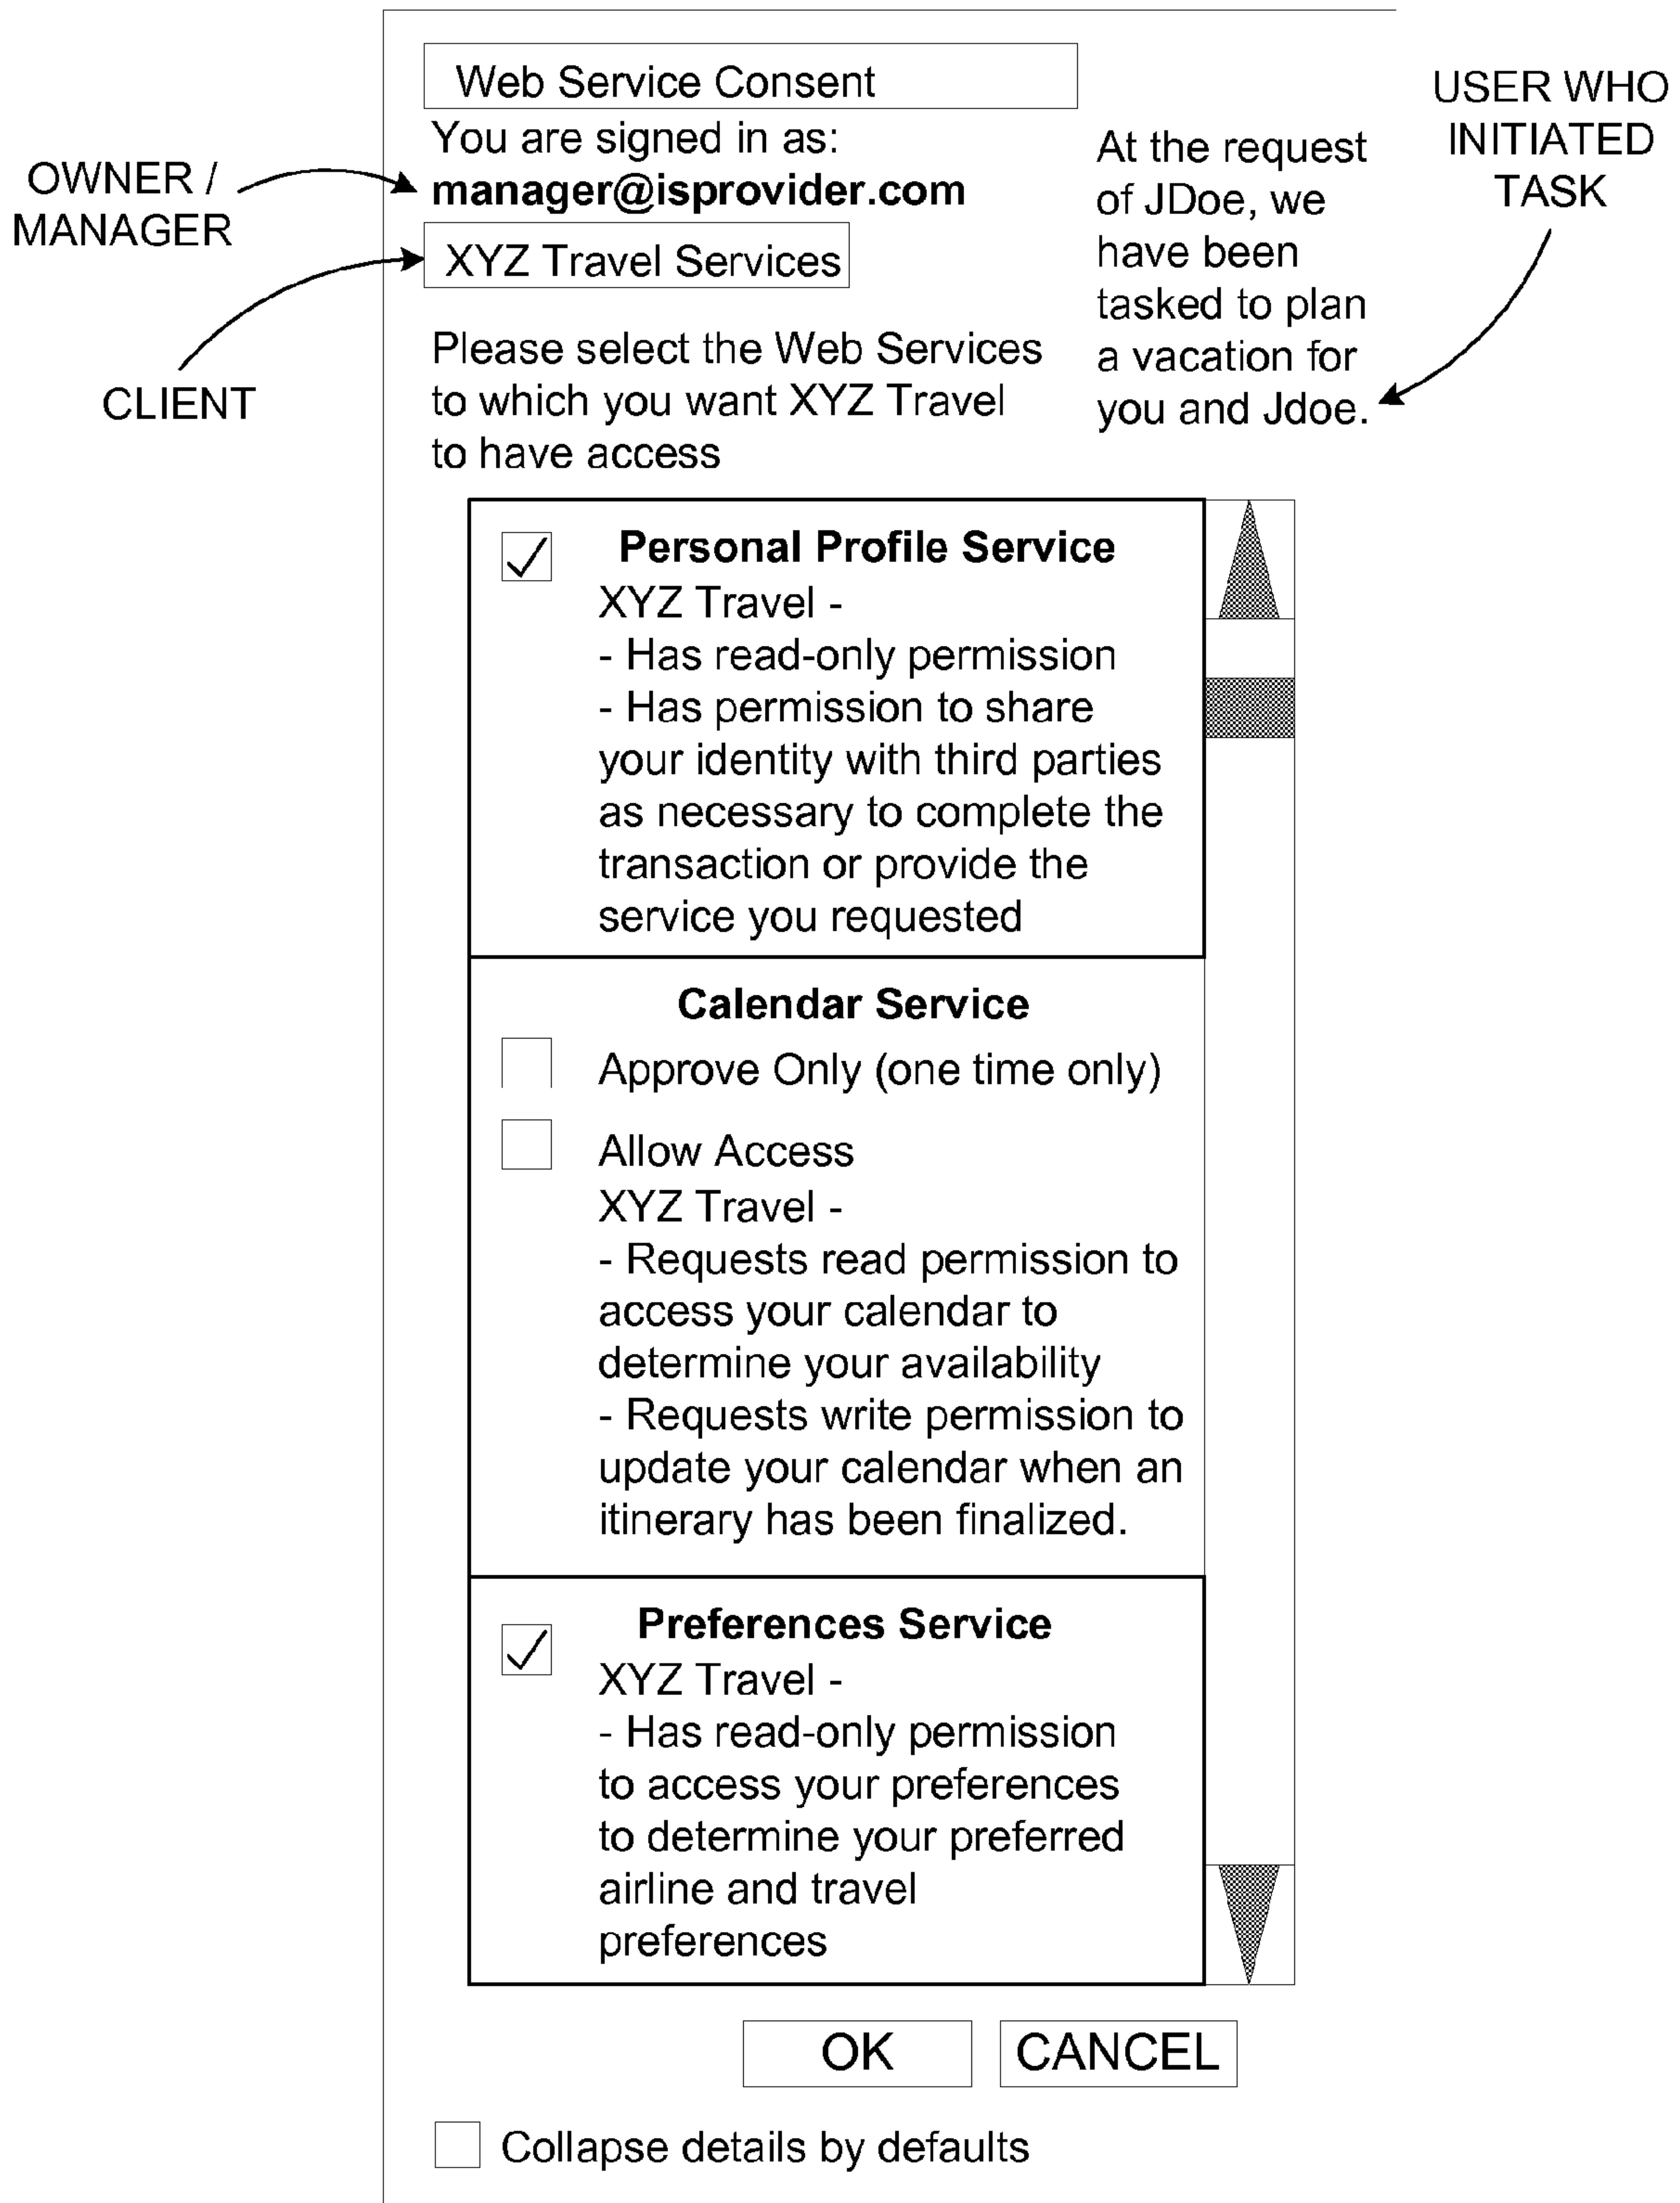 Web Service Consent
You are signed in as:
manager@isprovider.com
XYZ Travel Services
OWNER /
MANAGER
CLIENT
Please select the Web Services
to which you want XYZ Travel
to have access
At the request
of JDoe, we
have been
tasked to plan
a vacation for
you and Jdoe.
USER WHO
INITIATED
TASK
Personal Profile Service
XYZ Travel -
- Has read-only permission
- Has permission to share
your identity with third parties
as necessary to complete the
transaction or provide the
service you requested
Calendar Service
Approve Only (one time only)
Allow Access
XYZ Travel -
- Requests read permission to
access your calendar to
determine your availability
- Requests write permission to
update your calendar when an
itinerary has been finalized.
Preferences Service
XYZ Travel -
- Has read-only permission
to access your preferences
to determine your preferred
airline and travel
preferences
OK
CANCEL
Collapse details by defaults